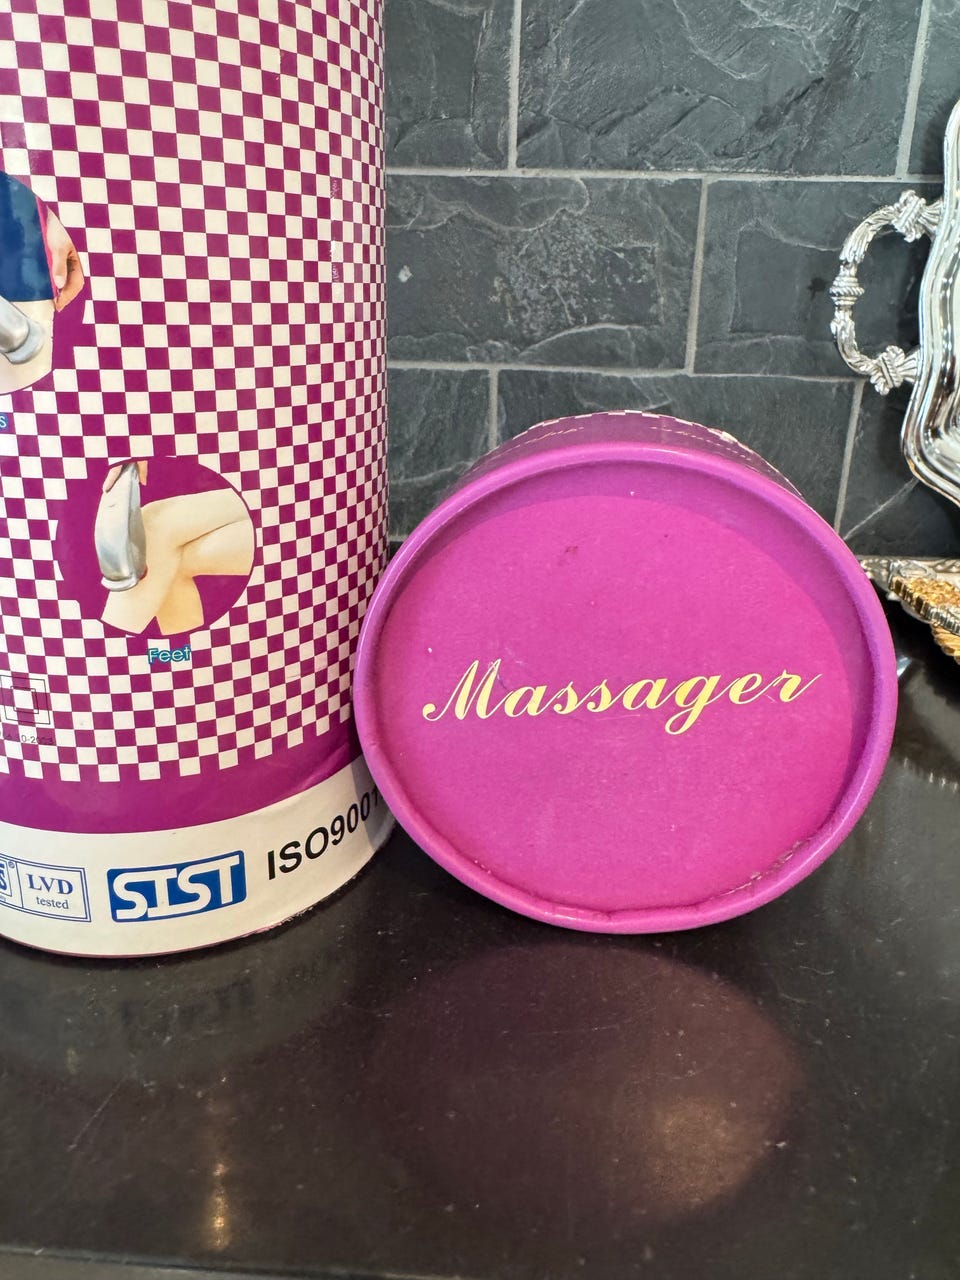 Feet
LVD
tested
SIST
ISO9001
Massager